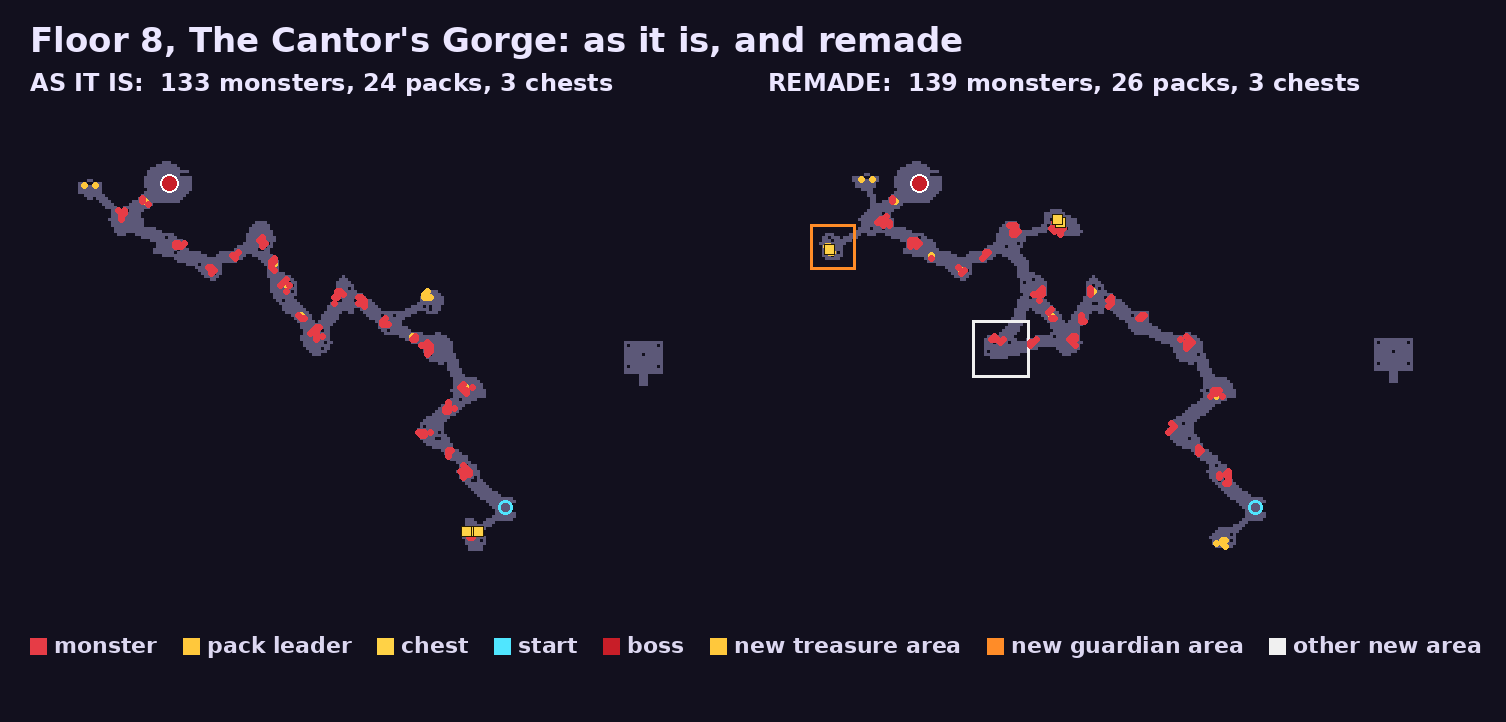 Floor 8, The Cantor's Gorge: as it is, and remade
AS IT IS:  133 monsters, 24 packs, 3 chests
REMADE:  139 monsters, 26 packs, 3 chests
monster
pack leader
chest
start
boss
new treasure area
new guardian area
other new area